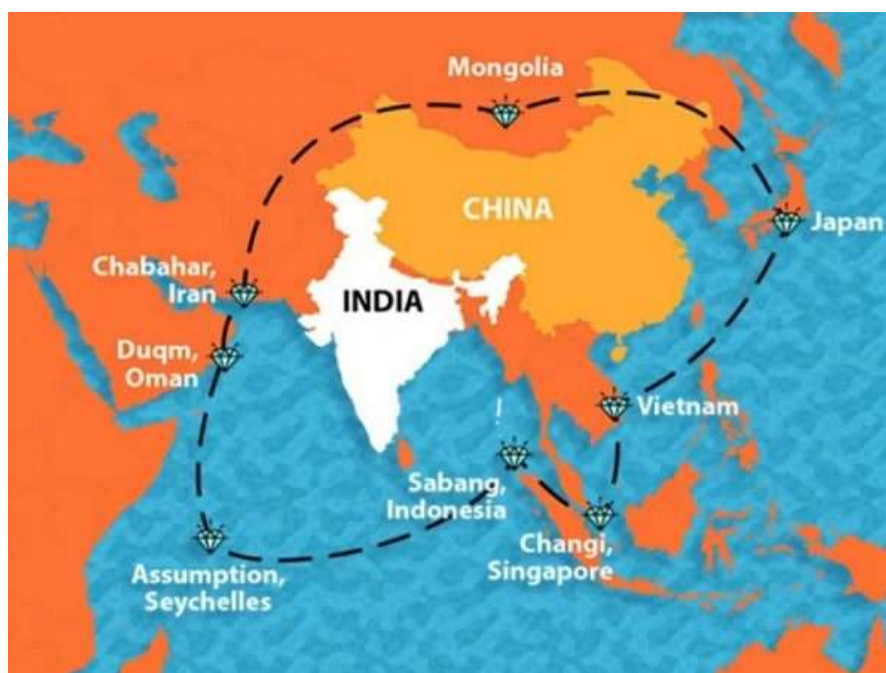 Mongolia
CHINA
Japan
Chabahar,
Iran
INDIA
Duqm,
Oman
Vietnam
Sabang,
Indonesia
Changi,
Singapore
Assumption,
Seychelles